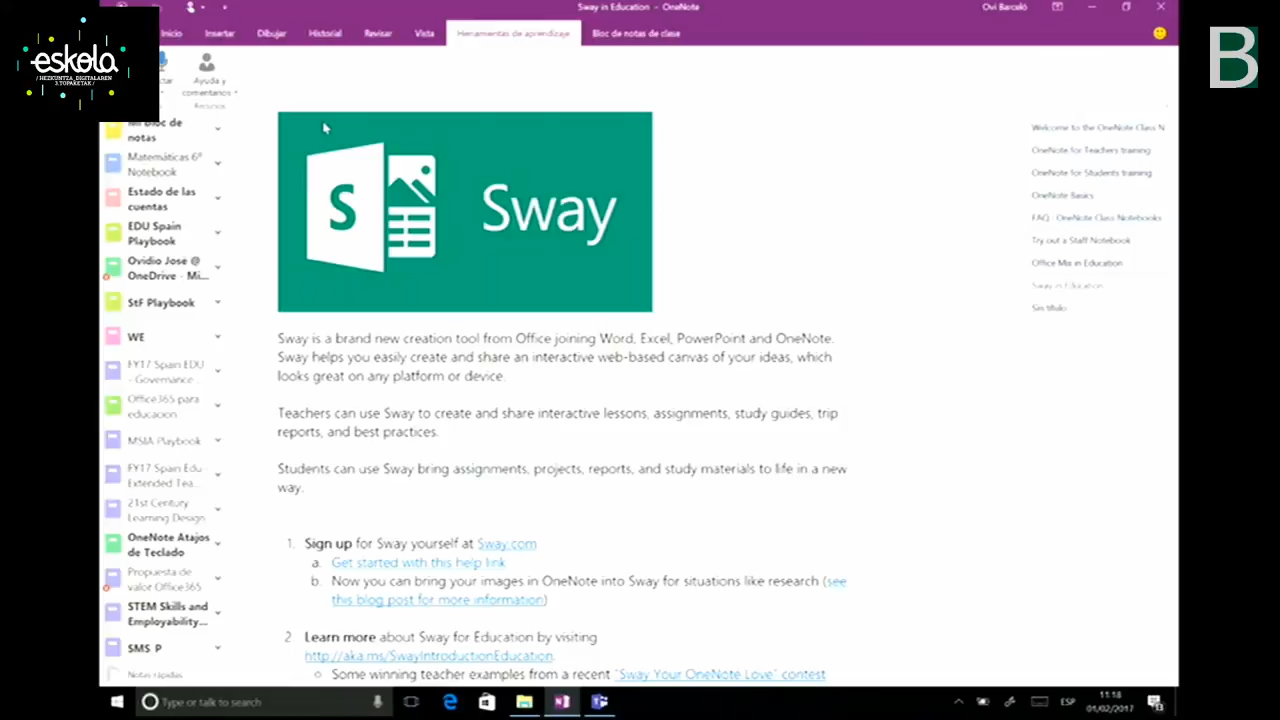 Sway in Education - OneNote
Ovi Barceló
Inicio
Insertar
Dibujar
Historial
Revisar
Vista
Herramientas de aprendizaje
Bloc de notas de clase
eskola
/ HEZKUNTZA_DIGITALAREN
3.TOPAKETAK /
B
Ayuda y
comentarios
Recursos
Mi Bloc de
notas
Matemáticas 6º
Notebook
Estado de las
cuentas
EDU Spain
Playbook
Ovidio Jose @
OneDrive - Mi...
StF Playbook
WE
FY17 Spain EDU
- Governance ...
Office365 para
educacion
MSIA Playbook
FY17 Spain Edu
Extended Tea...
21st Century
Learning Design
OneNote Atajos
de Teclado
Propuesta de
valor Office365
STEM Skills and
Employability...
SMS_P
Notas rápidas
S
Sway
Sway is a brand new creation tool from Office joining Word, Excel, PowerPoint and OneNote.
Sway helps you easily create and share an interactive web-based canvas of your ideas, which
looks great on any platform or device.
Teachers can use Sway to create and share interactive lessons, assignments, study guides, trip
reports, and best practices.
Students can use Sway bring assignments, projects, reports, and study materials to life in a new
way.
1. Sign up for Sway yourself at Sway.com
a. Get started with this help link
b. Now you can bring your images in OneNote into Sway for situations like research (see
this blog post for more information)
2. Learn more about Sway for Education by visiting
http://aka.ms/SwayIntroductionEducation.
Some winning teacher examples from a recent "Sway Your OneNote Love" contest
Welcome to the OneNote Class N
OneNote for Teachers training
OneNote for Students training
OneNote Basics
FAQ - OneNote Class Notebooks
Try out a Staff Notebook
Office Mix in Education
Sway in Education
Sin título
Type or talk to search
ESP
11:18
01/02/2017